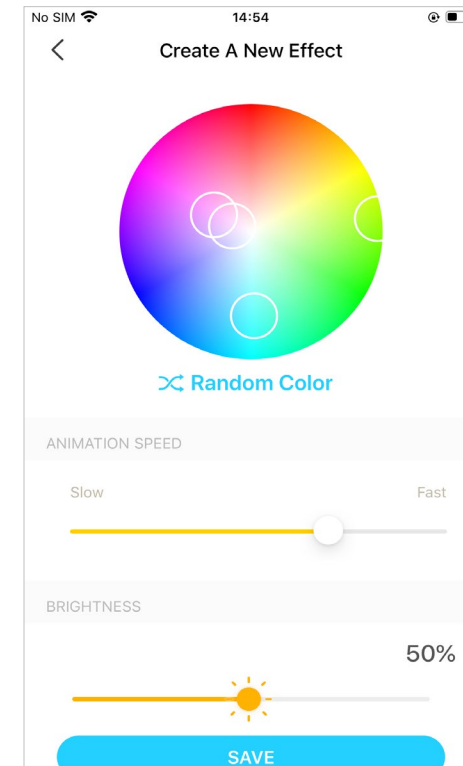 No SIM 14:54
Create A New Effect
Random Color
ANIMATION SPEED
Slow Fast
BRIGHTNESS
50%
SAVE